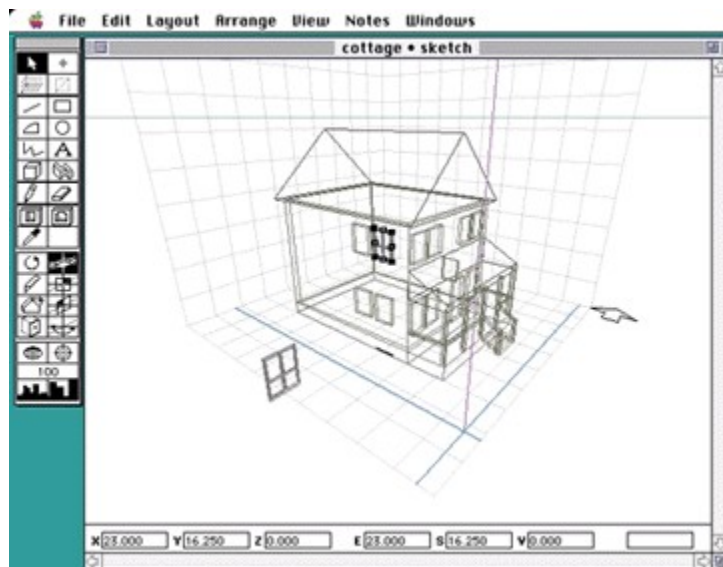 File Edit Layout Arrange View Notes Windows
cottage • sketch
A
100
X 23.000 Y 16.250 Z 0.000 E 23.000 S 16.250 V 0.000